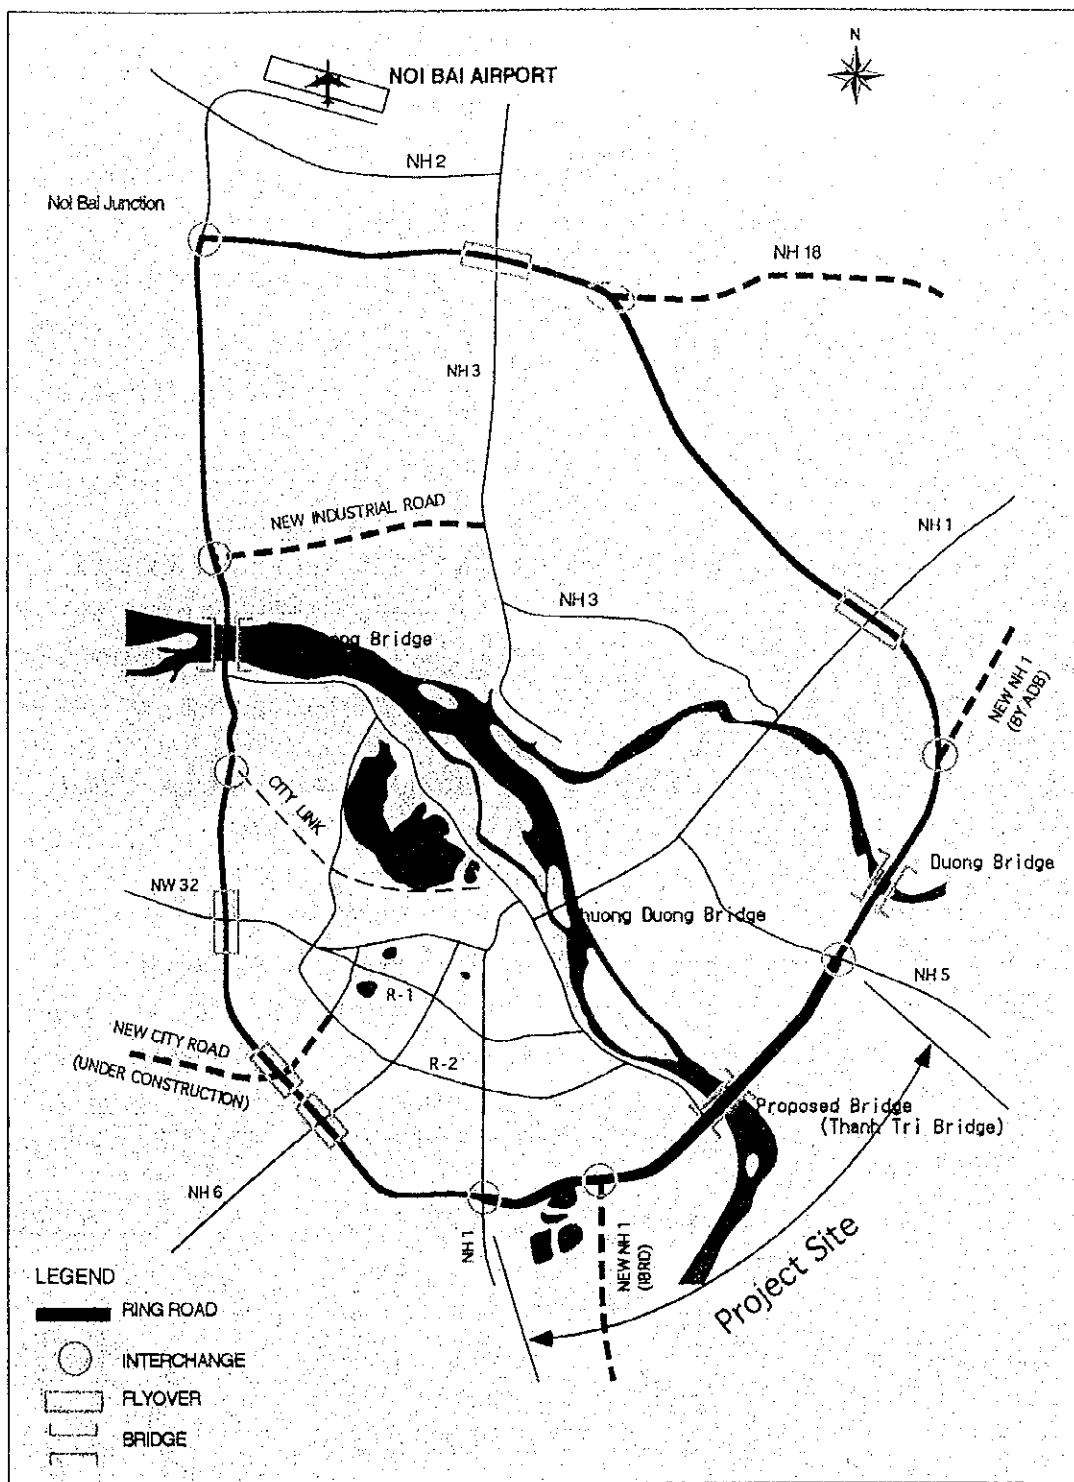 N
NOI BAI AIRPORT
NH 2
Noi Bai Junction
NH 18
NH 3
NEW INDUSTRIAL ROAD
NH 1
NH 3
Bridge
NEW NH 1
(BY ADB)
CITY LINK
Duong Bridge
NW 32
huong Duong Bridge
NH 5
R-1
NEW CITY ROAD
(UNDER CONSTRUCTION)
R-2
Proposed Bridge
(Thanh Tri Bridge)
NH 6
NH 1
NEW NH 1
(IBRD)
Project Site
LEGEND
RING ROAD
INTERCHANGE
FLYOVER
BRIDGE